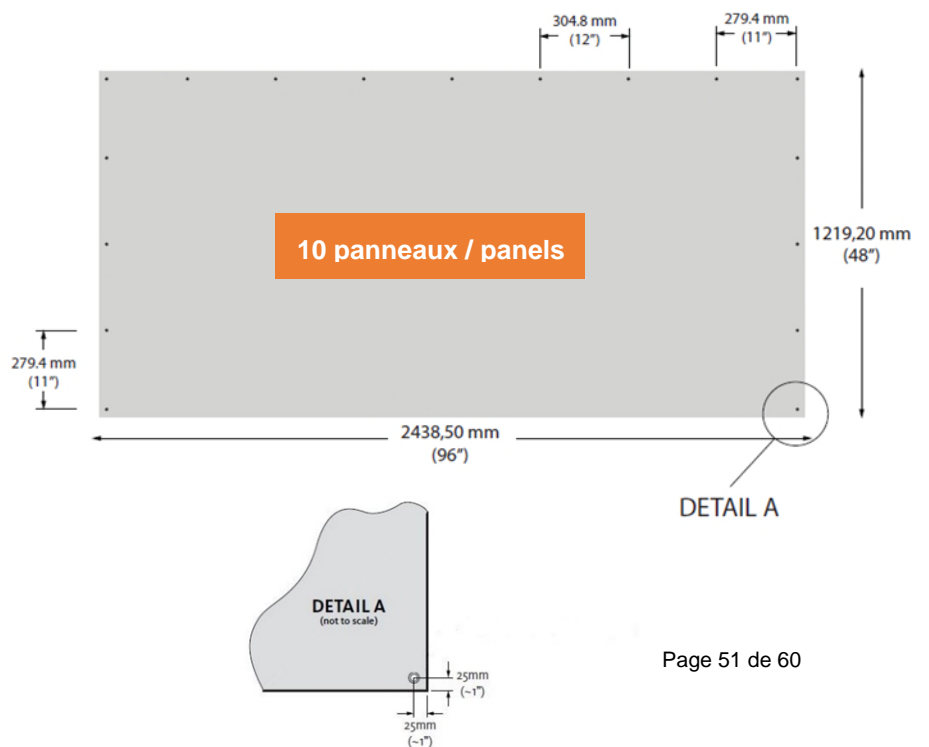 304.8 mm
(12")
279.4 mm
(11")
10 panneaux / panels
1219,20 mm
(48")
279.4 mm
(11")
2438,50 mm
(96")
DETAIL A
DETAIL A
(not to scale)
Page 51 de 60
25mm
(~1")
25mm
(~1")